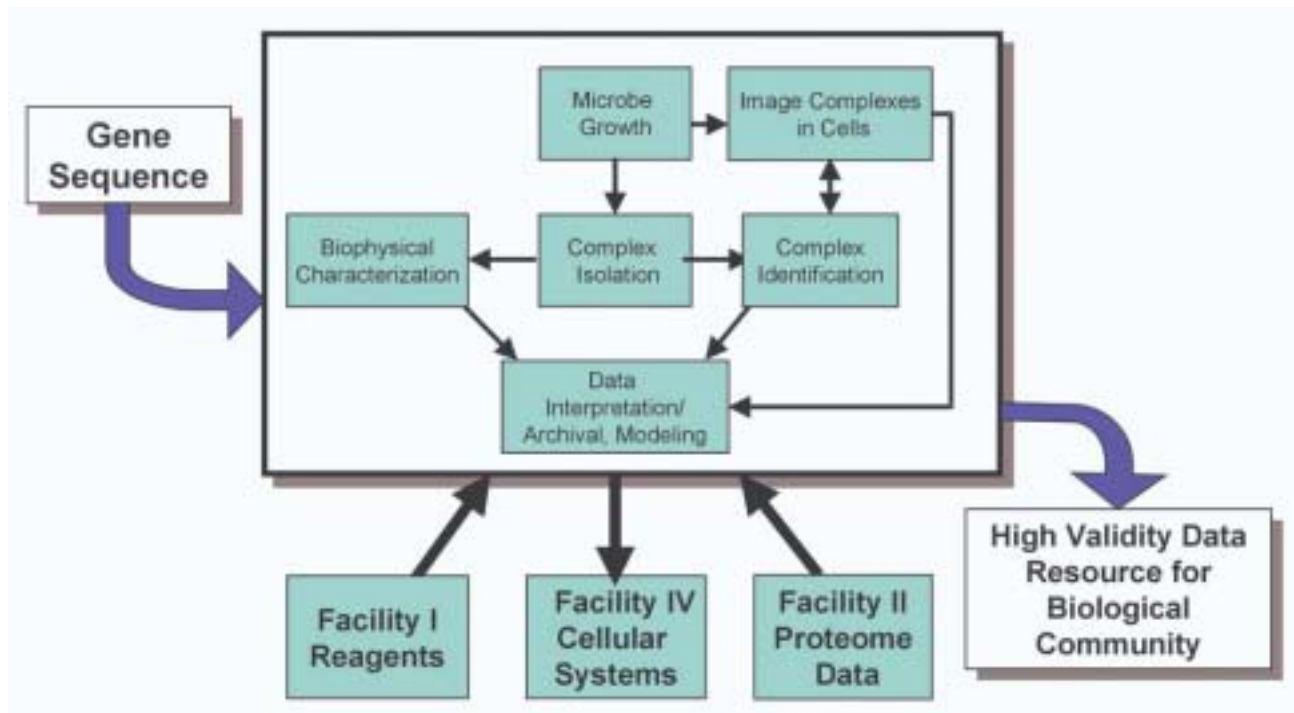 Gene
Sequence
Microbe
Growth
Image Complexes
in Cells
Biophysical
Characterization
Complex
Isolation
Complex
Identification
Data
Interpretation/
Archival, Modeling
Facility I
Reagents
Facility IV
Cellular
Systems
Facility II
Proteome
Data
High Validity Data
Resource for
Biological
Community